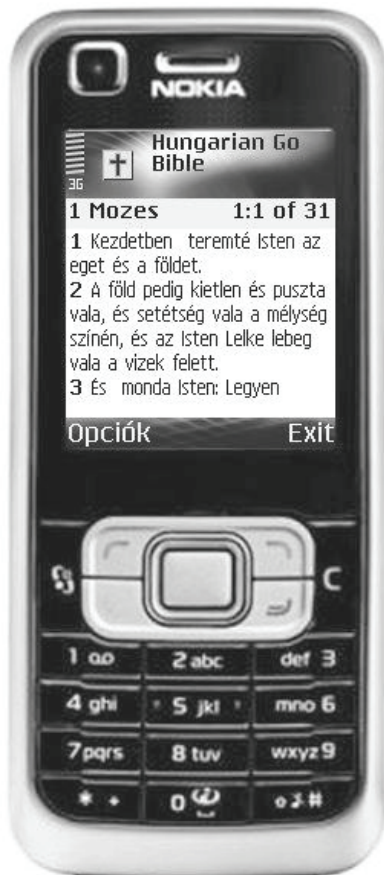 NOKIA
Hungarian Go
Bible
3G
1 Mozes 1:1 of 31
1 Kezdetben teremté Isten az
eget és a földet.
2 A föld pedig kietlen és puszta
vala, és setétség vala a mélység
színén, és az Isten Lelke lebeg
vala a vizek felett.
3 És monda Isten: Legyen
Opciók Exit
C
1 2 abc def 3
4 ghi 5 jkl mno 6
7 pqrs 8 tuv wxyz 9
* + 0 #